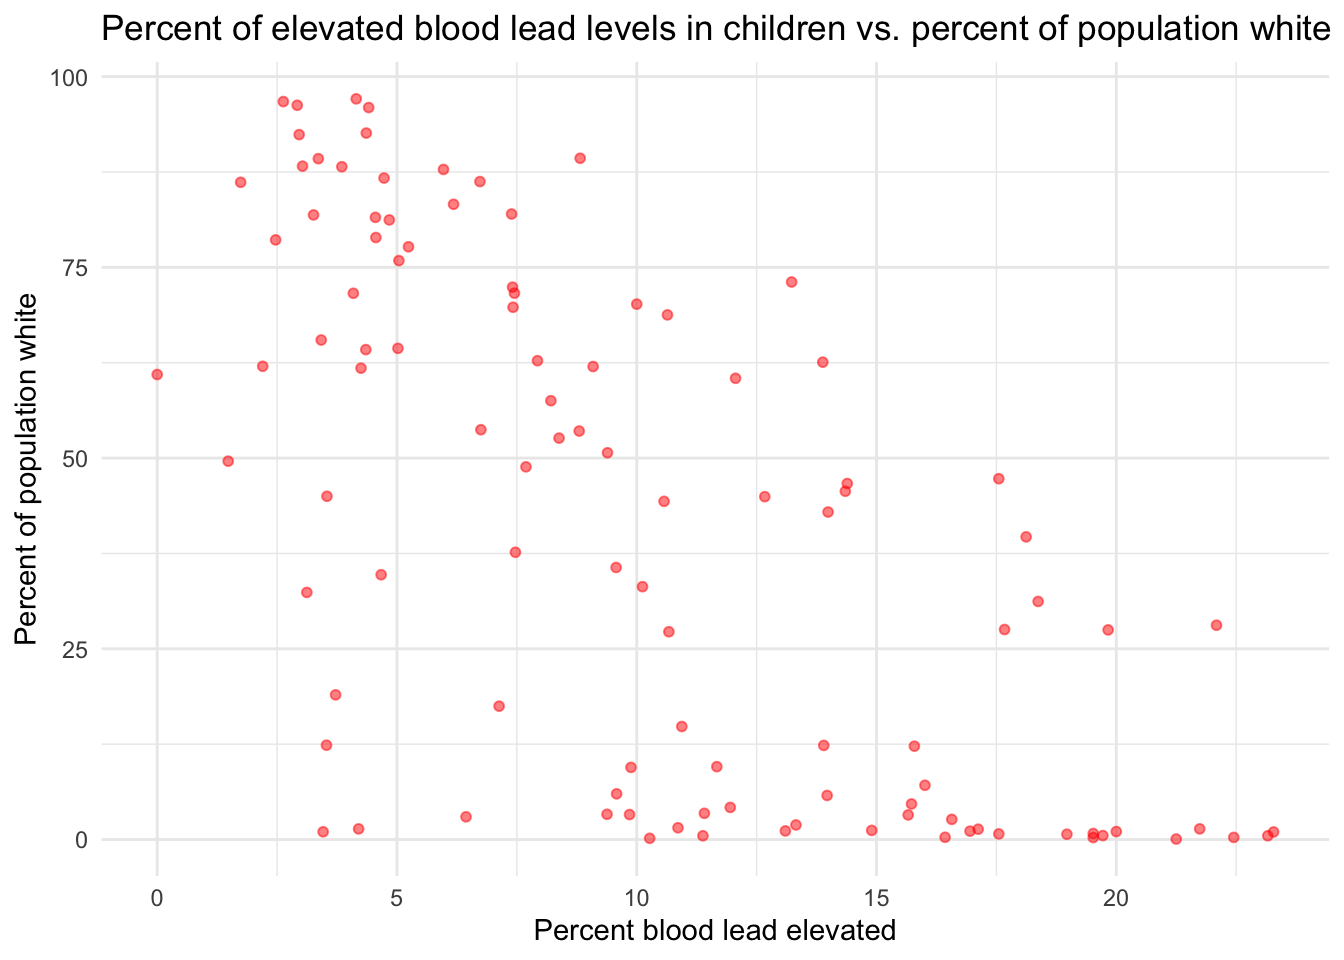 Percent of elevated blood lead levels in children vs. percent of population white
100
75
50
25
0
Percent of population white
0 5 10 15 20
Percent blood lead elevated